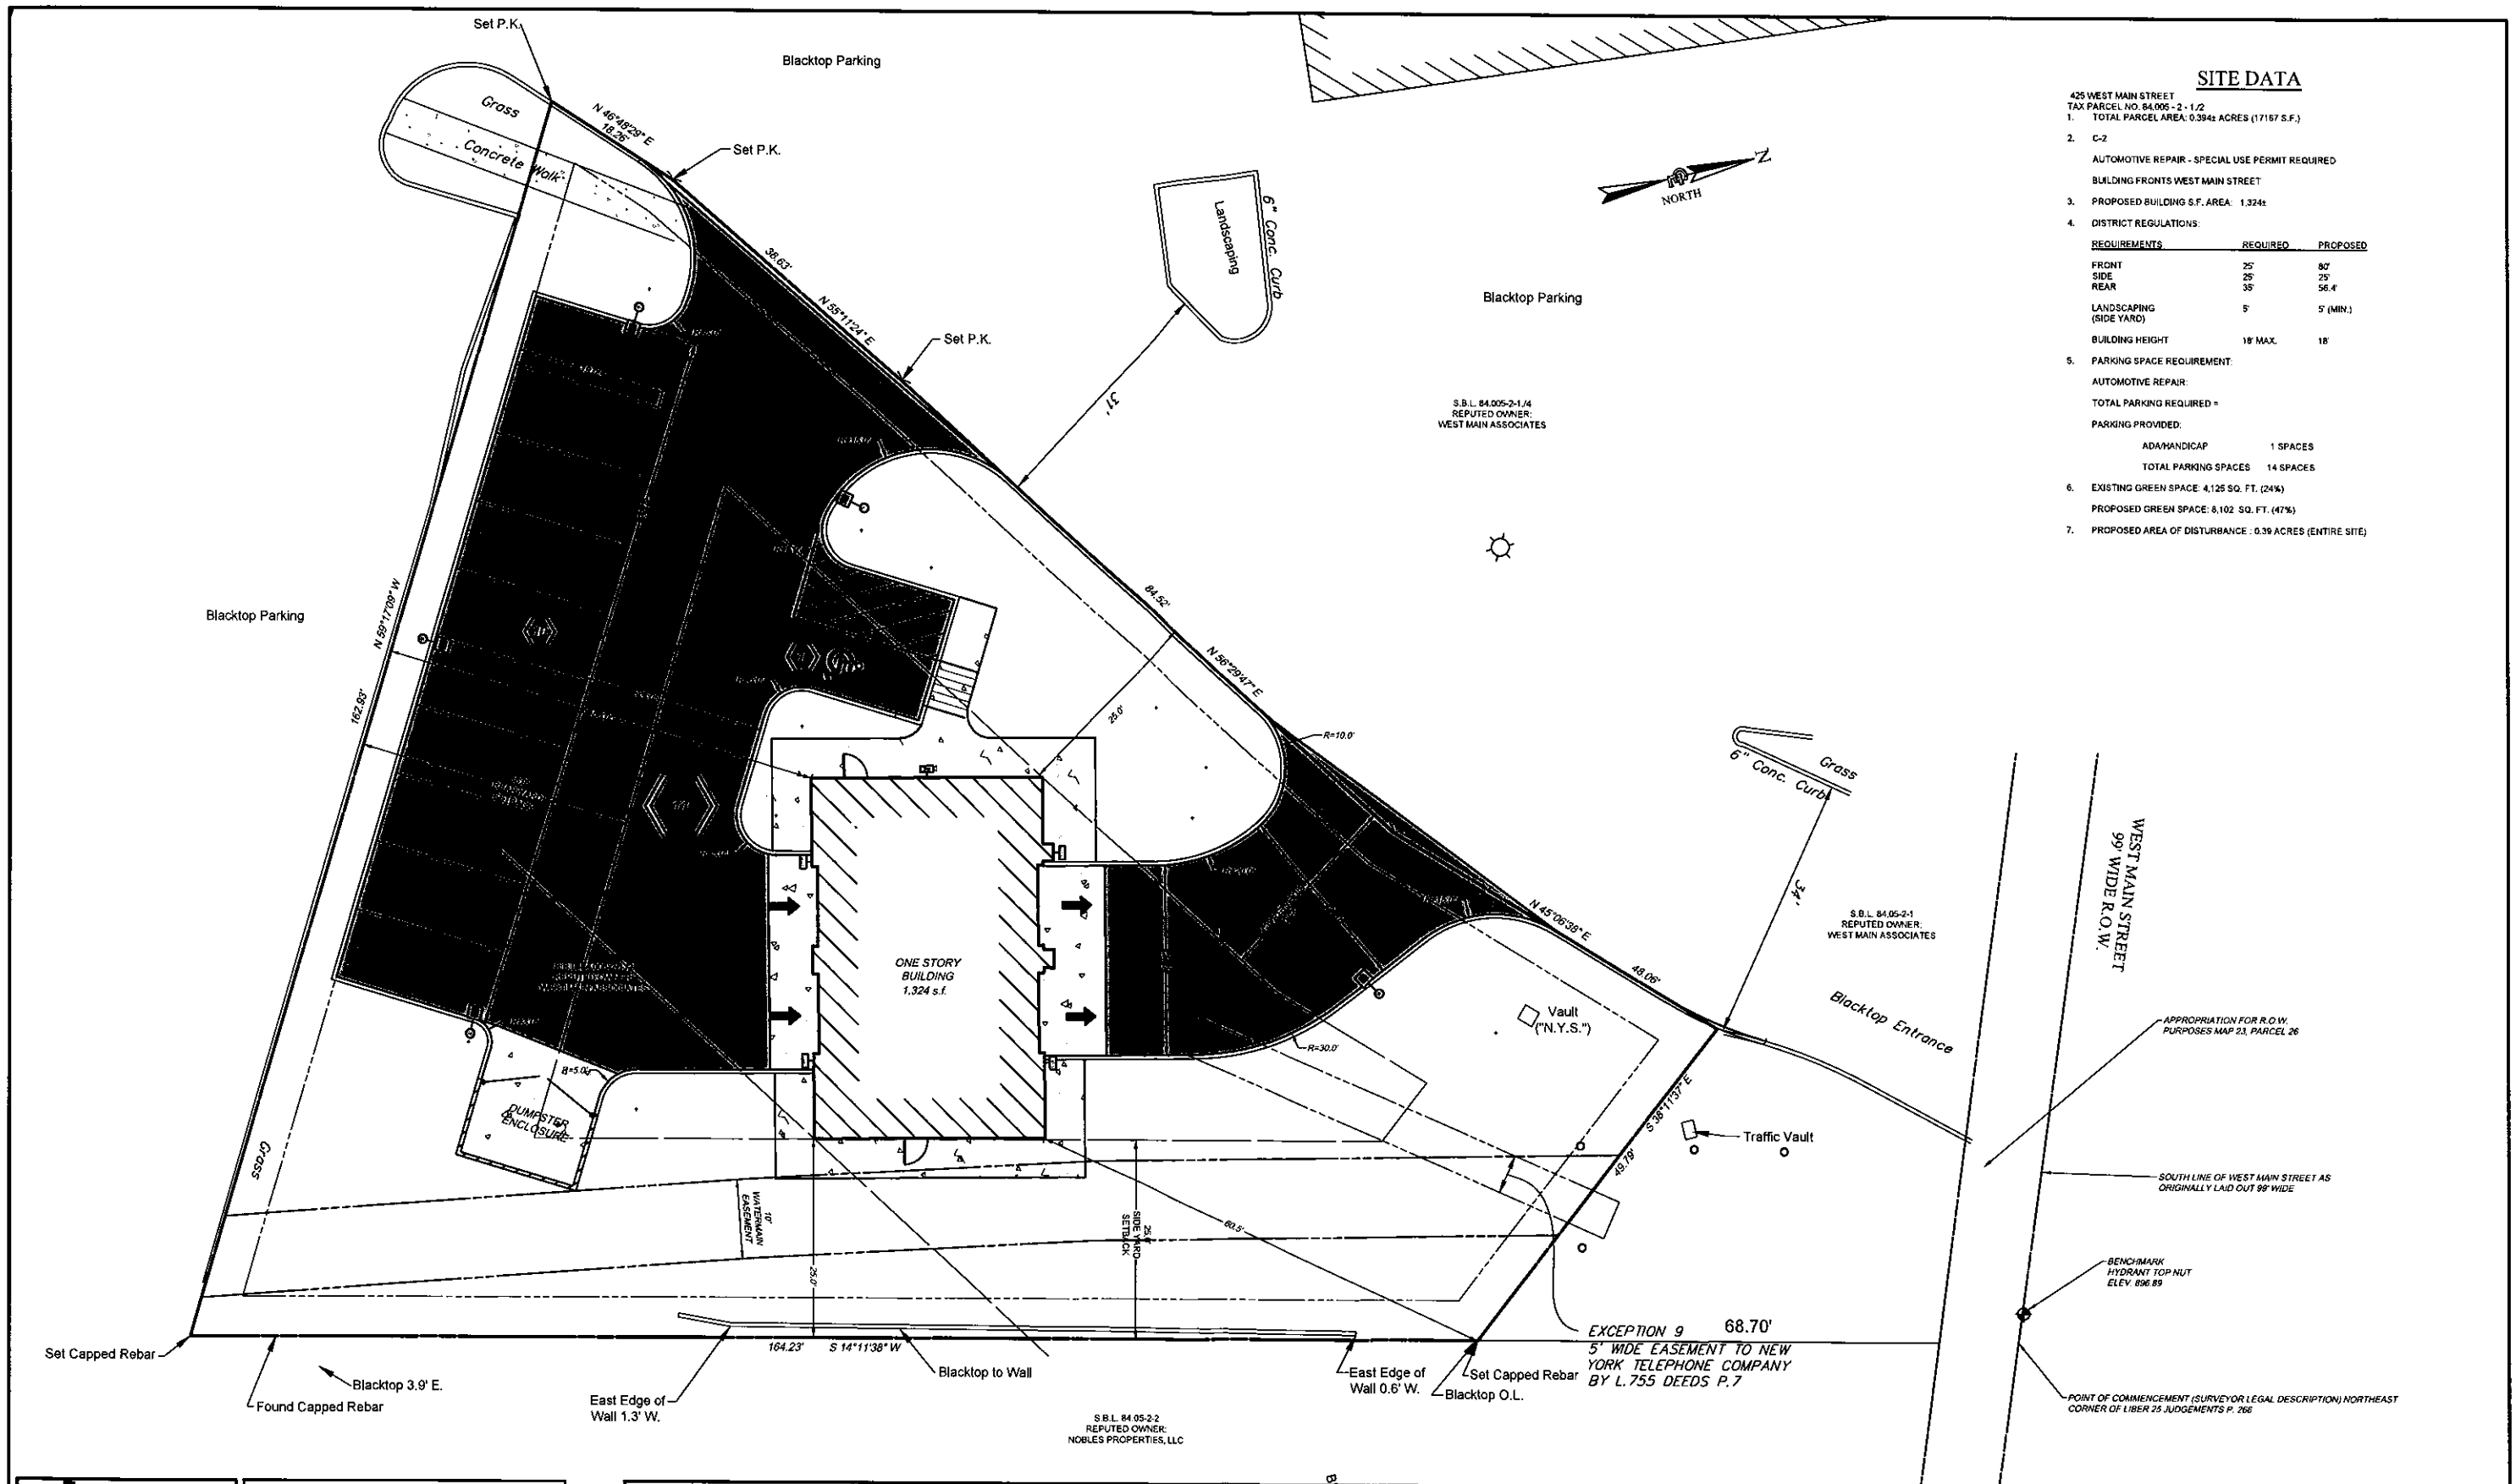 Set P.K.
Blacktop Parking
Grass
Concrete Walk
N 46°48'29" E
18.26'
Set P.K.
38.63'
N 55°11'24" E
Set P.K.
31'
Landscaping
6" Conc. Curb
NORTH
Blacktop Parking
S.B.L. 84.005-2-1./4
REPUTED OWNER:
WEST MAIN ASSOCIATES
SITE DATA
425 WEST MAIN STREET
TAX PARCEL NO. 84.005 - 2 - 1./2
1. TOTAL PARCEL AREA: 0.394± ACRES (17167 S.F.)
2. C-2
AUTOMOTIVE REPAIR - SPECIAL USE PERMIT REQUIRED
BUILDING FRONTS WEST MAIN STREET
3. PROPOSED BUILDING S.F. AREA: 1,324±
4. DISTRICT REGULATIONS:
REQUIREMENTS REQUIRED PROPOSED
FRONT 25' 80'
SIDE 25' 25'
REAR 35' 56.4'
LANDSCAPING 5' 5' (MIN.)
(SIDE YARD)
BUILDING HEIGHT 18' MAX. 18'
5. PARKING SPACE REQUIREMENT:
AUTOMOTIVE REPAIR:
TOTAL PARKING REQUIRED =
PARKING PROVIDED:
ADA/HANDICAP 1 SPACES
TOTAL PARKING SPACES 14 SPACES
6. EXISTING GREEN SPACE: 4,125 SQ. FT. (24%)
PROPOSED GREEN SPACE: 8,102 SQ. FT. (47%)
7. PROPOSED AREA OF DISTURBANCE : 0.39 ACRES (ENTIRE SITE)
Blacktop Parking
N 59°17'09" W
162.93'
84.52'
N 56°29'47" E
25.0'
R=10.0'
Grass
6" Conc. Curb
34'
WEST MAIN STREET
99' WIDE R.O.W.
S.B.L. 84.05-2-1
REPUTED OWNER:
WEST MAIN ASSOCIATES
N 45°06'38" E
48.06'
Blacktop Entrance
ONE STORY
BUILDING
1,324 s.f.
Vault
("N.Y.S.")
R=30.0'
R=5.0'
DUMPSTER
ENCLOSURE
APPROPRIATION FOR R.O.W.
PURPOSES MAP 23, PARCEL 26
S 38°11'37" E
49.79'
Traffic Vault
SOUTH LINE OF WEST MAIN STREET AS
ORIGINALLY LAID OUT 99' WIDE
Grass
10'
WATERMAIN
EASEMENT
25.0'
25.0'
SIDE YARD
SETBACK
60.5'
BENCHMARK
HYDRANT TOP NUT
ELEV. 896.89
EXCEPTION 9 68.70'
5' WIDE EASEMENT TO NEW
YORK TELEPHONE COMPANY
BY L.755 DEEDS P.7
164.23' S 14°11'38" W
Set Capped Rebar
Blacktop 3.9' E.
Found Capped Rebar
East Edge of
Wall 1.3' W.
Blacktop to Wall
East Edge of
Wall 0.6' W.
Set Capped Rebar
Blacktop O.L.
POINT OF COMMENCEMENT (SURVEYOR LEGAL DESCRIPTION) NORTHEAST
CORNER OF LIBER 25 JUDGEMENTS P. 266
S.B.L. 84.05-2-2
REPUTED OWNER:
NOBLES PROPERTIES, LLC